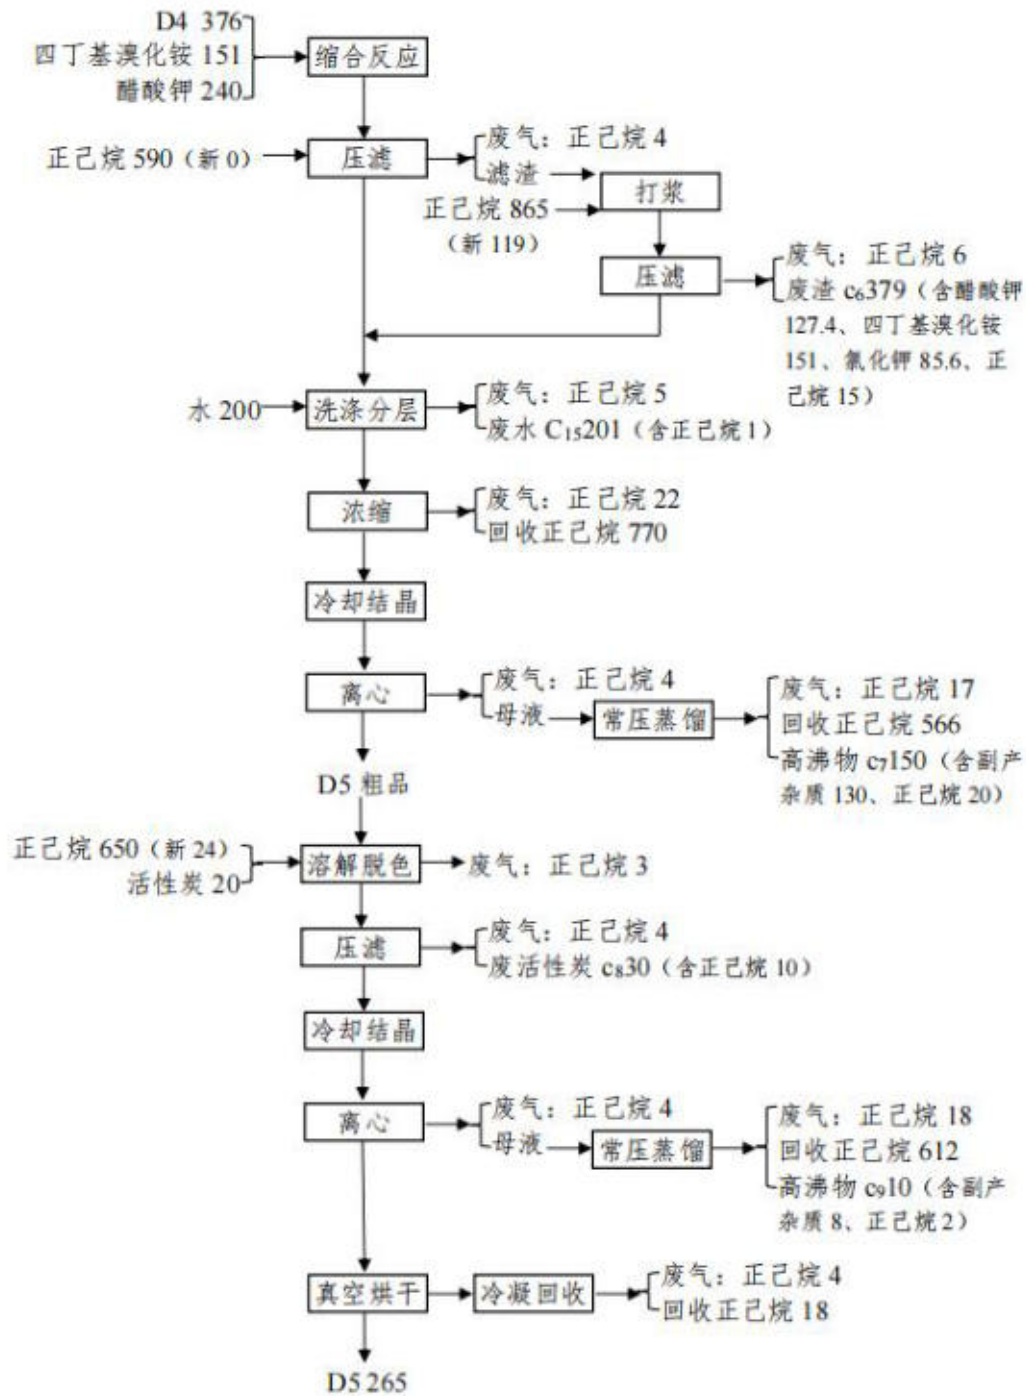 D4 376
四丁基溴化铵 151
醋酸钾 240
缩合反应
正己烷 590（新 0）
压滤
废气：正己烷 4
滤渣
正己烷 865
（新 119）
打浆
压滤
废气：正己烷 6
废渣 c₆379（含醋酸钾
127.4、四丁基溴化铵
151、氯化钾 85.6、正
己烷 15）
水 200
洗涤分层
废气：正己烷 5
废水 C₁₅201（含正己烷 1）
浓缩
废气：正己烷 22
回收正己烷 770
冷却结晶
离心
废气：正己烷 4
母液
常压蒸馏
废气：正己烷 17
回收正己烷 566
高沸物 c₇150（含副产
杂质 130、正己烷 20）
D5 粗品
正己烷 650（新 24）
活性炭 20
溶解脱色
废气：正己烷 3
压滤
废气：正己烷 4
废活性炭 c₈30（含正己烷 10）
冷却结晶
离心
废气：正己烷 4
母液
常压蒸馏
废气：正己烷 18
回收正己烷 612
高沸物 c₉10（含副产
杂质 8、正己烷 2）
真空烘干
冷凝回收
废气：正己烷 4
回收正己烷 18
D5 265